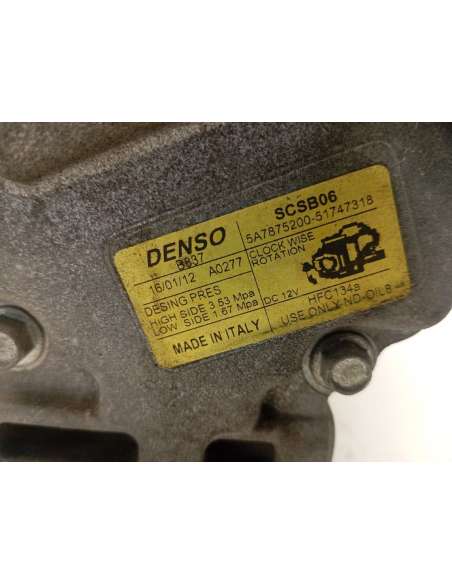 DENSO
SCSB06
5A7875200-51747318
8837
16/01/12 A0277
CLOCK WISE
ROTATION
DESING PRES
HIGH SIDE 3.53 Mpa
LOW SIDE 1.67 Mpa
DC 12V
HFC134a
MADE IN ITALY
USE ONLY ND-OIL8